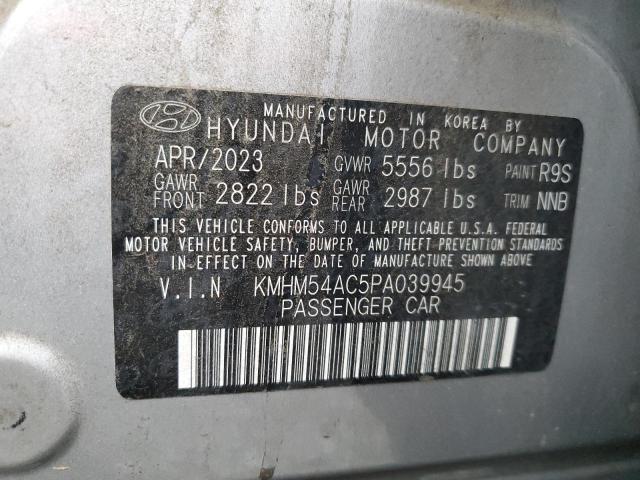 MANUFACTURED IN KOREA BY
HYUNDAI MOTOR COMPANY
APR/2023 GVWR 5556 lbs PAINT R9S
GAWR FRONT 2822 lbs GAWR REAR 2987 lbs TRIM NNB
THIS VEHICLE CONFORMS TO ALL APPLICABLE U.S.A. FEDERAL
MOTOR VEHICLE SAFETY, BUMPER, AND THEFT PREVENTION STANDARDS
IN EFFECT ON THE DATE OF MANUFACTURE SHOWN ABOVE.
V.I.N KMHM54AC5PA039945
PASSENGER CAR